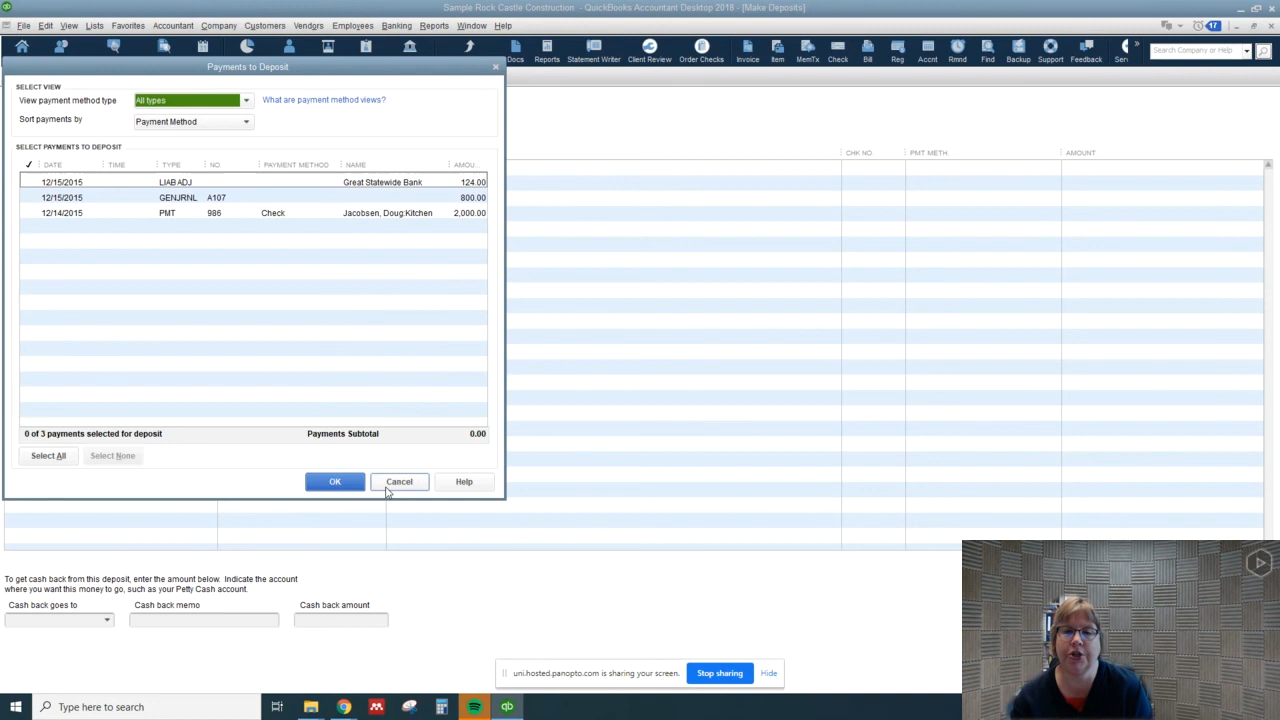 Sample Rock Castle Construction - QuickBooks Accountant Desktop 2018 - [Make Deposits]
File Edit View Lists Favorites Accountant Company Customers Vendors Employees Banking Reports Window Help 17
Docs Reports Statement Writer Client Review Order Checks Invoice Item MemTx Check Bill Reg Accnt Rmnd Find Backup Support Feedback Serv
Search Company or Help
Payments to Deposit
SELECT VIEW
View payment method type All types What are payment method views?
Sort payments by Payment Method
SELECT PAYMENTS TO DEPOSIT
✓ DATE TIME TYPE NO. PAYMENT METHOD NAME AMOU...
CHK NO. PMT METH. AMOUNT
12/15/2015 LIAB ADJ Great Statewide Bank 124.00
12/15/2015 GENJRNL A107 800.00
12/14/2015 PMT 986 Check Jacobsen, Doug:Kitchen 2,000.00
0 of 3 payments selected for deposit Payments Subtotal 0.00
Select All Select None
OK Cancel Help
To get cash back from this deposit, enter the amount below. Indicate the account
where you want this money to go, such as your Petty Cash account.
Cash back goes to Cash back memo Cash back amount
uni.hosted.panopto.com is sharing your screen. Stop sharing Hide
Type here to search
qb